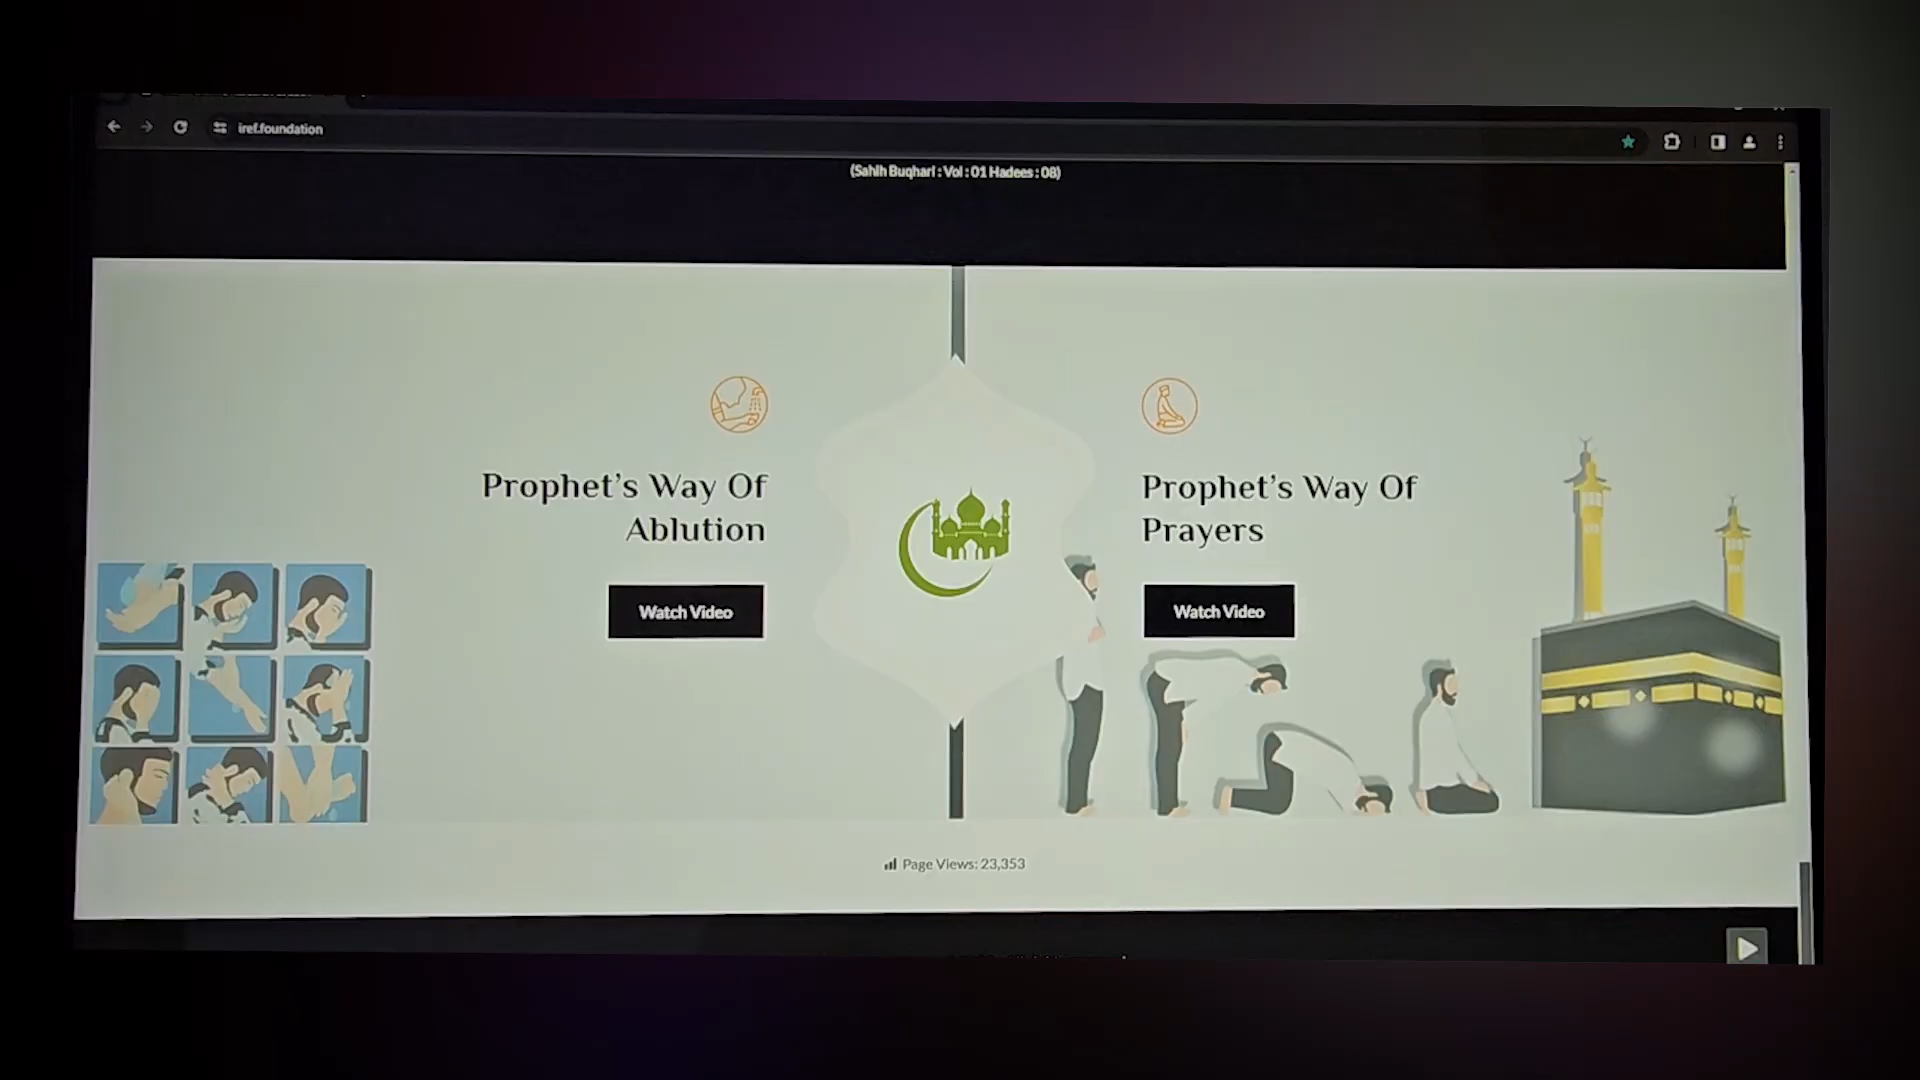 iref.foundation
(Sahih Buqhari : Vol : 01 Hadees : 08)
Prophet's Way Of
Ablution
Watch Video
Prophet's Way Of
Prayers
Watch Video
Page Views: 23,353